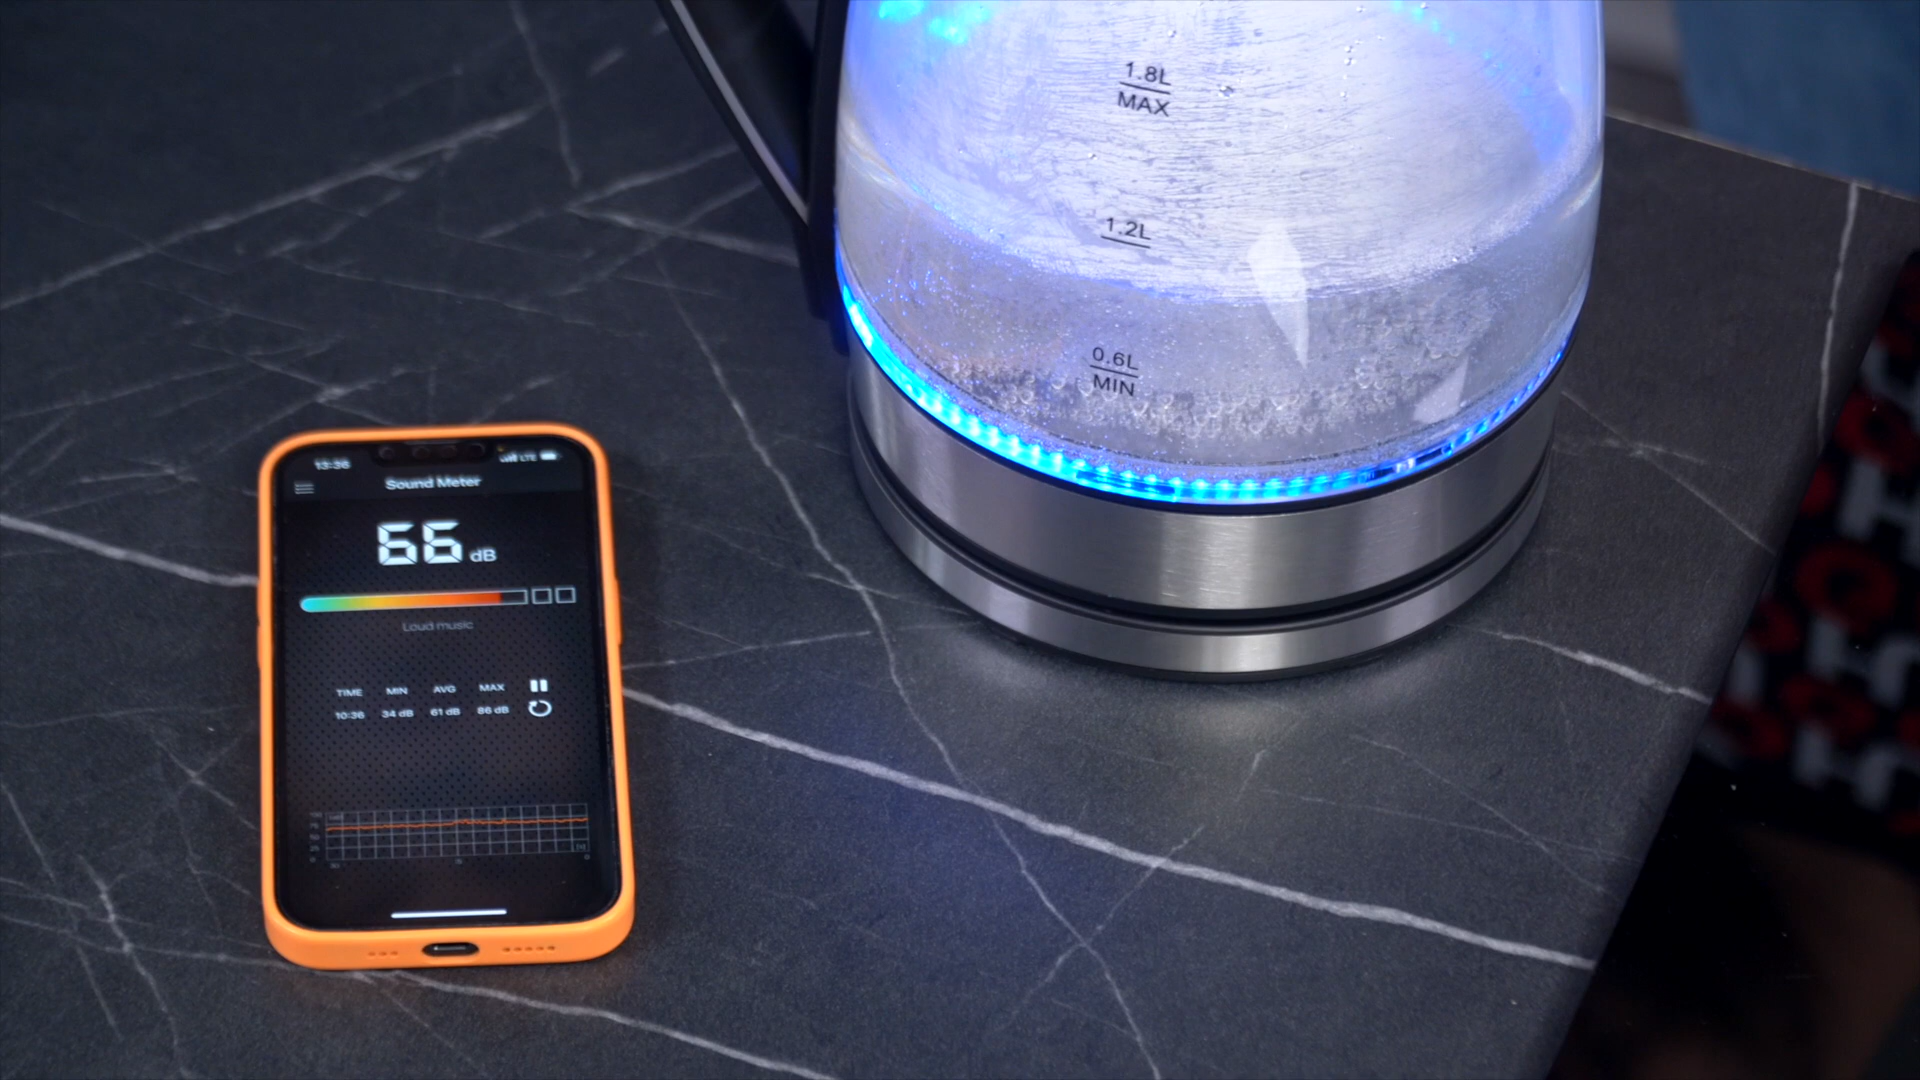 13:36
LTE
Sound Meter
66 dB
Loud music
TIME MIN AVG MAX
10:36 34 dB 61 dB 86 dB
1.8L
MAX
1.2L
0.6L
MIN